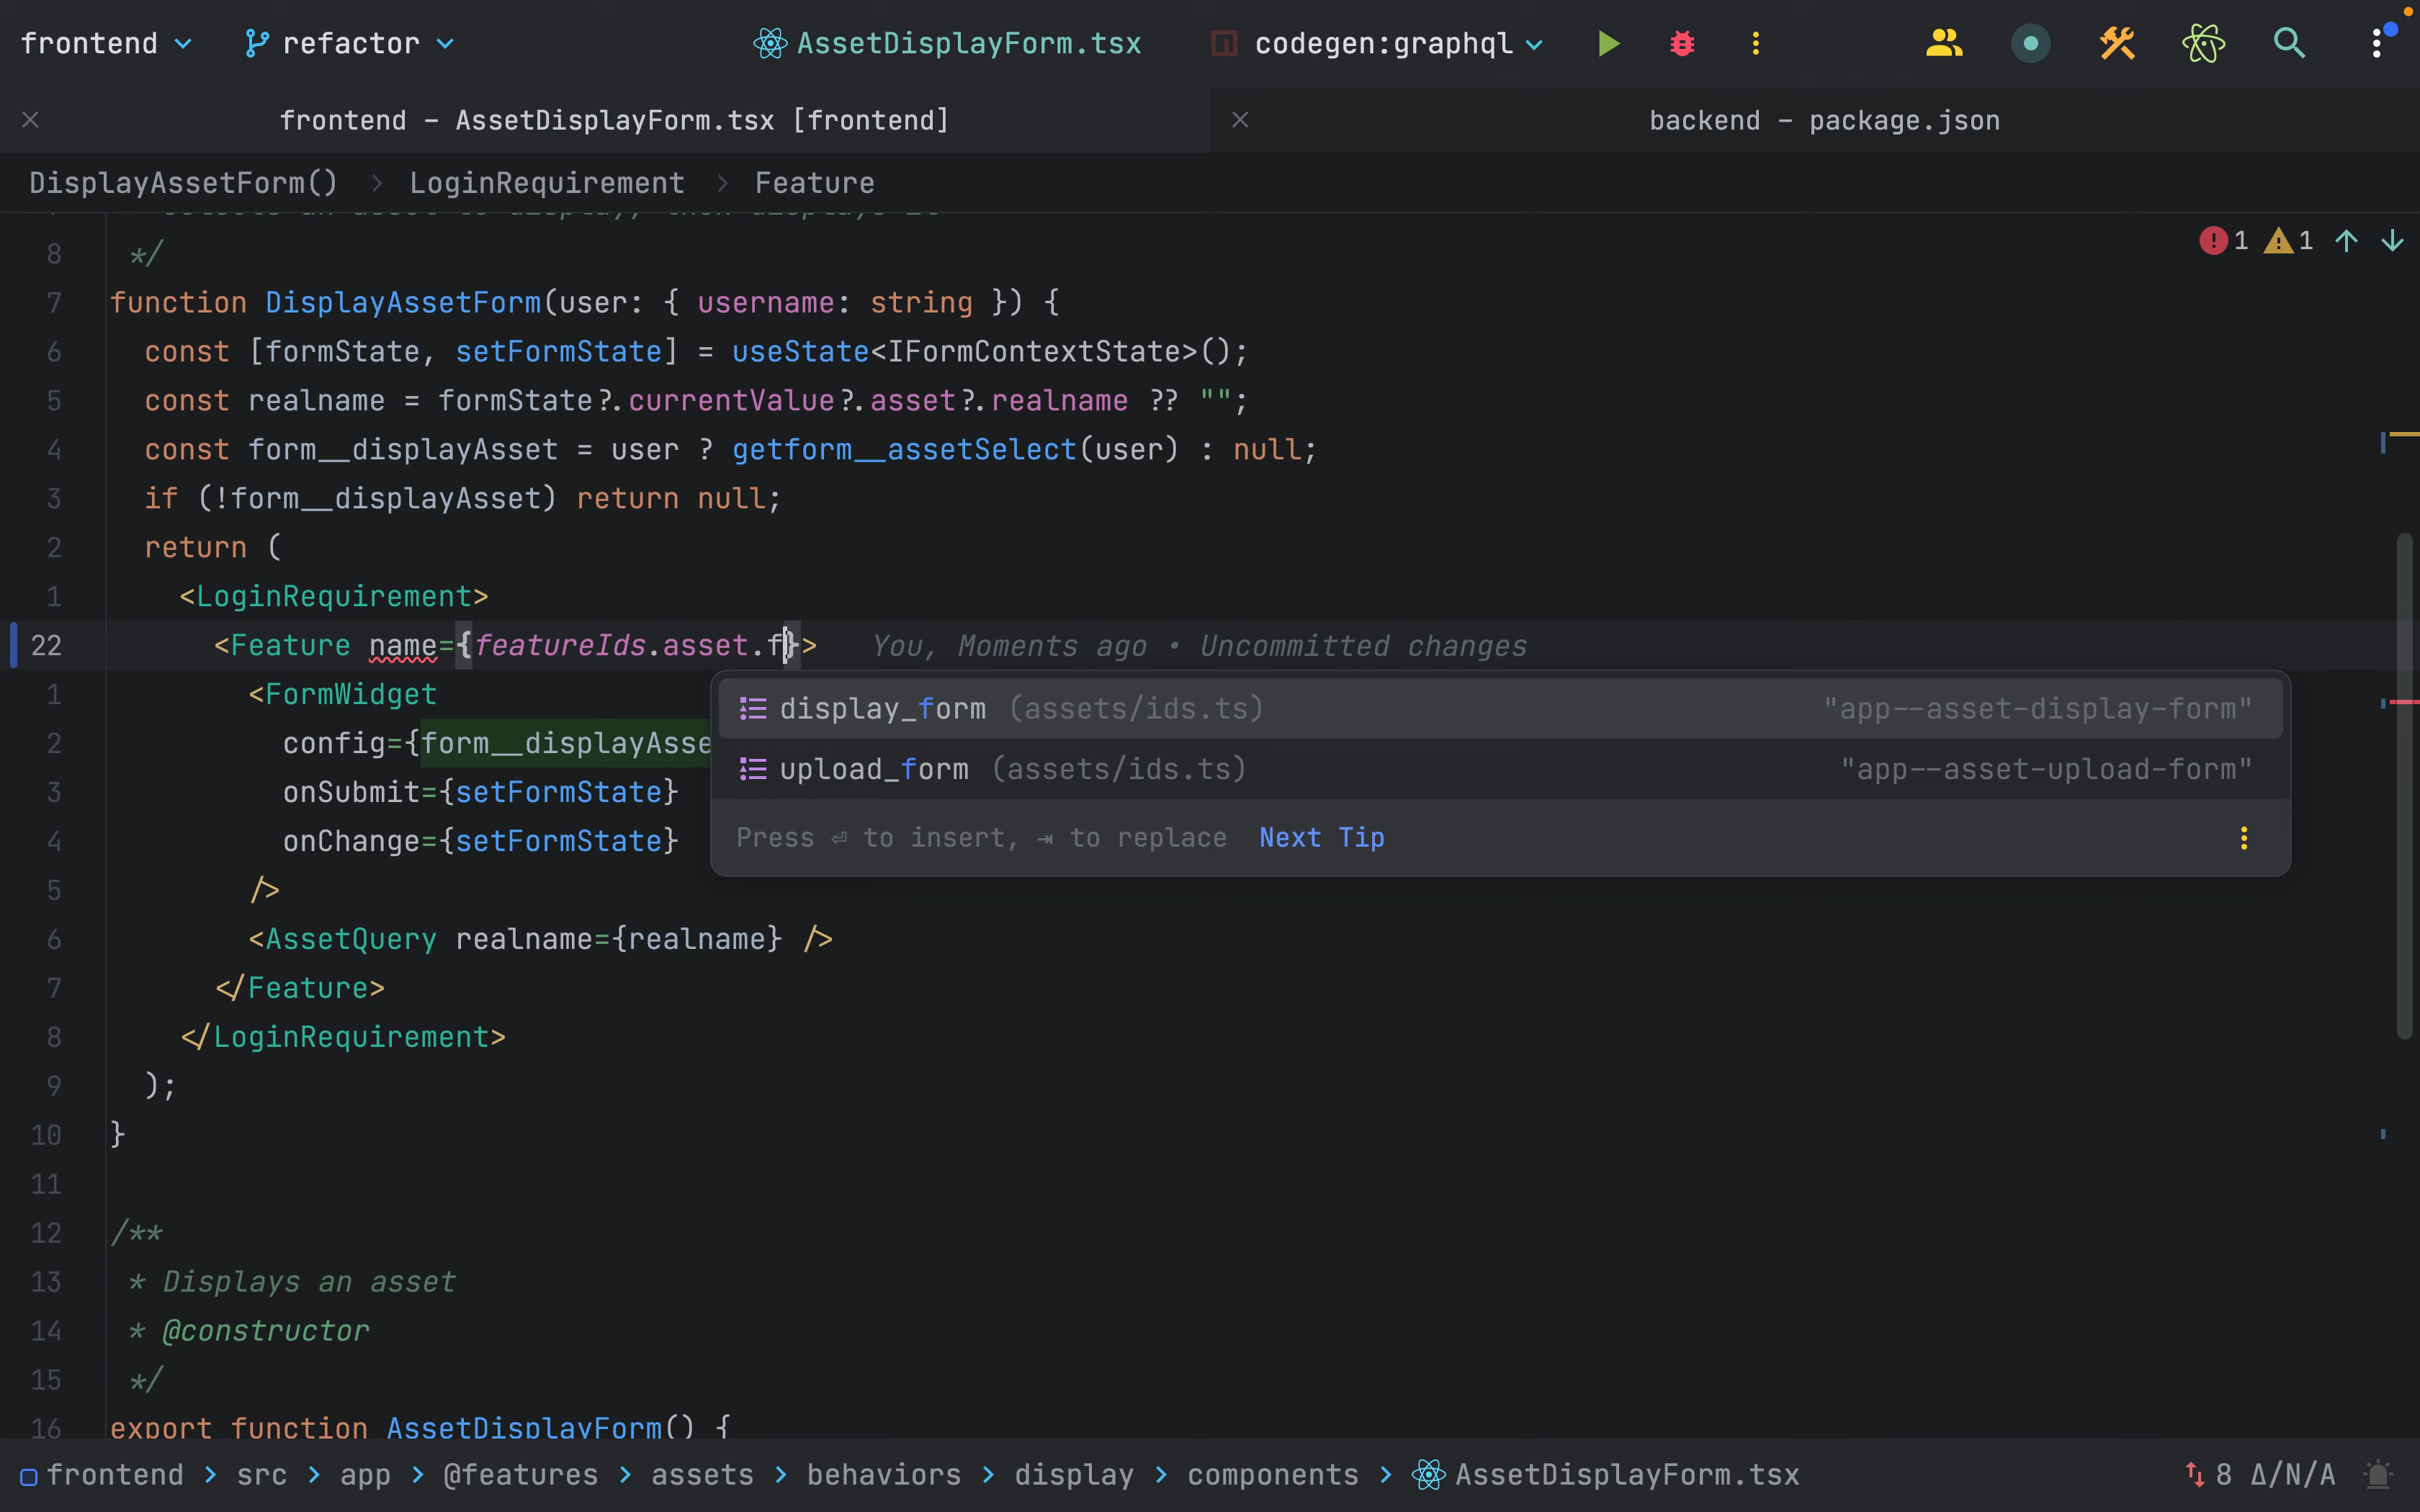 frontend refactor AssetDisplayForm.tsx codegen:graphql
frontend – AssetDisplayForm.tsx [frontend]
backend – package.json
DisplayAssetForm() > LoginRequirement > Feature
8 */
1 1
7 function DisplayAssetForm(user: { username: string }) {
6 const [formState, setFormState] = useState<IFormContextState>();
5 const realname = formState?.currentValue?.asset?.realname ?? "";
4 const form__displayAsset = user ? getform__assetSelect(user) : null;
3 if (!form__displayAsset) return null;
2 return (
1 <LoginRequirement>
22 <Feature name={featureIds.asset.f}> You, Moments ago • Uncommitted changes
1 <FormWidget
display_form (assets/ids.ts) "app--asset-display-form"
2 config={form__displayAsse
upload_form (assets/ids.ts) "app--asset-upload-form"
3 onSubmit={setFormState}
4 onChange={setFormState}
Press ⏎ to insert, ⇥ to replace Next Tip
5 />
6 <AssetQuery realname={realname} />
7 </Feature>
8 </LoginRequirement>
9 );
10 }
11
12 /**
13 * Displays an asset
14 * @constructor
15 */
16 export function AssetDisplayForm() {
frontend > src > app > @features > assets > behaviors > display > components > AssetDisplayForm.tsx 8 Δ/N/A